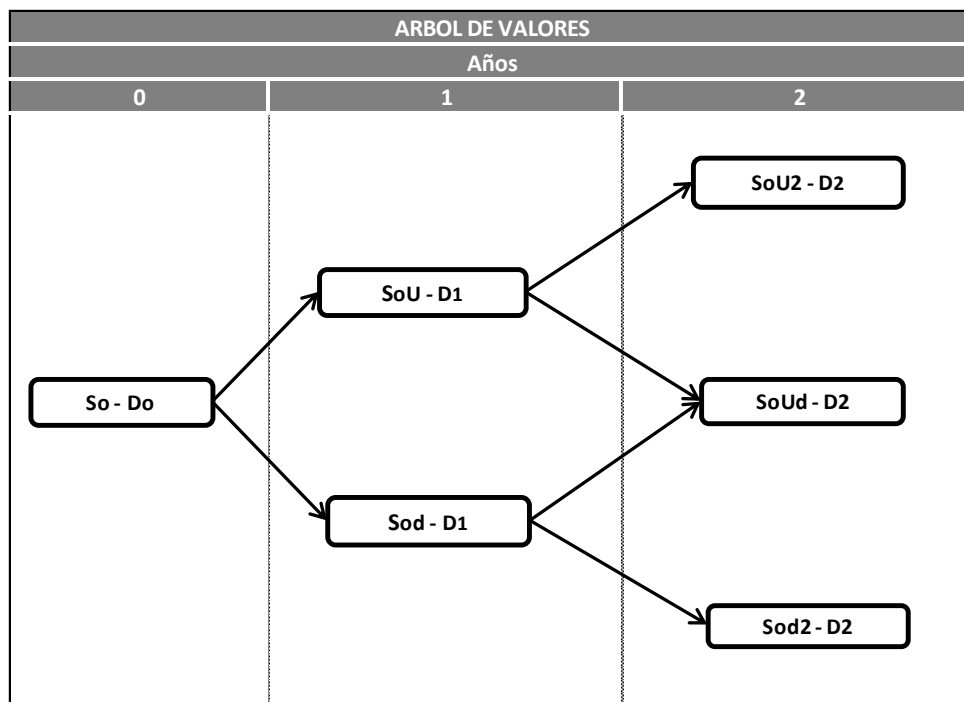 ARBOL DE VALORES
Años
0 1 2
SoU2 - D2
SoU - D1
So - Do
SoUd - D2
Sod - D1
Sod2 - D2